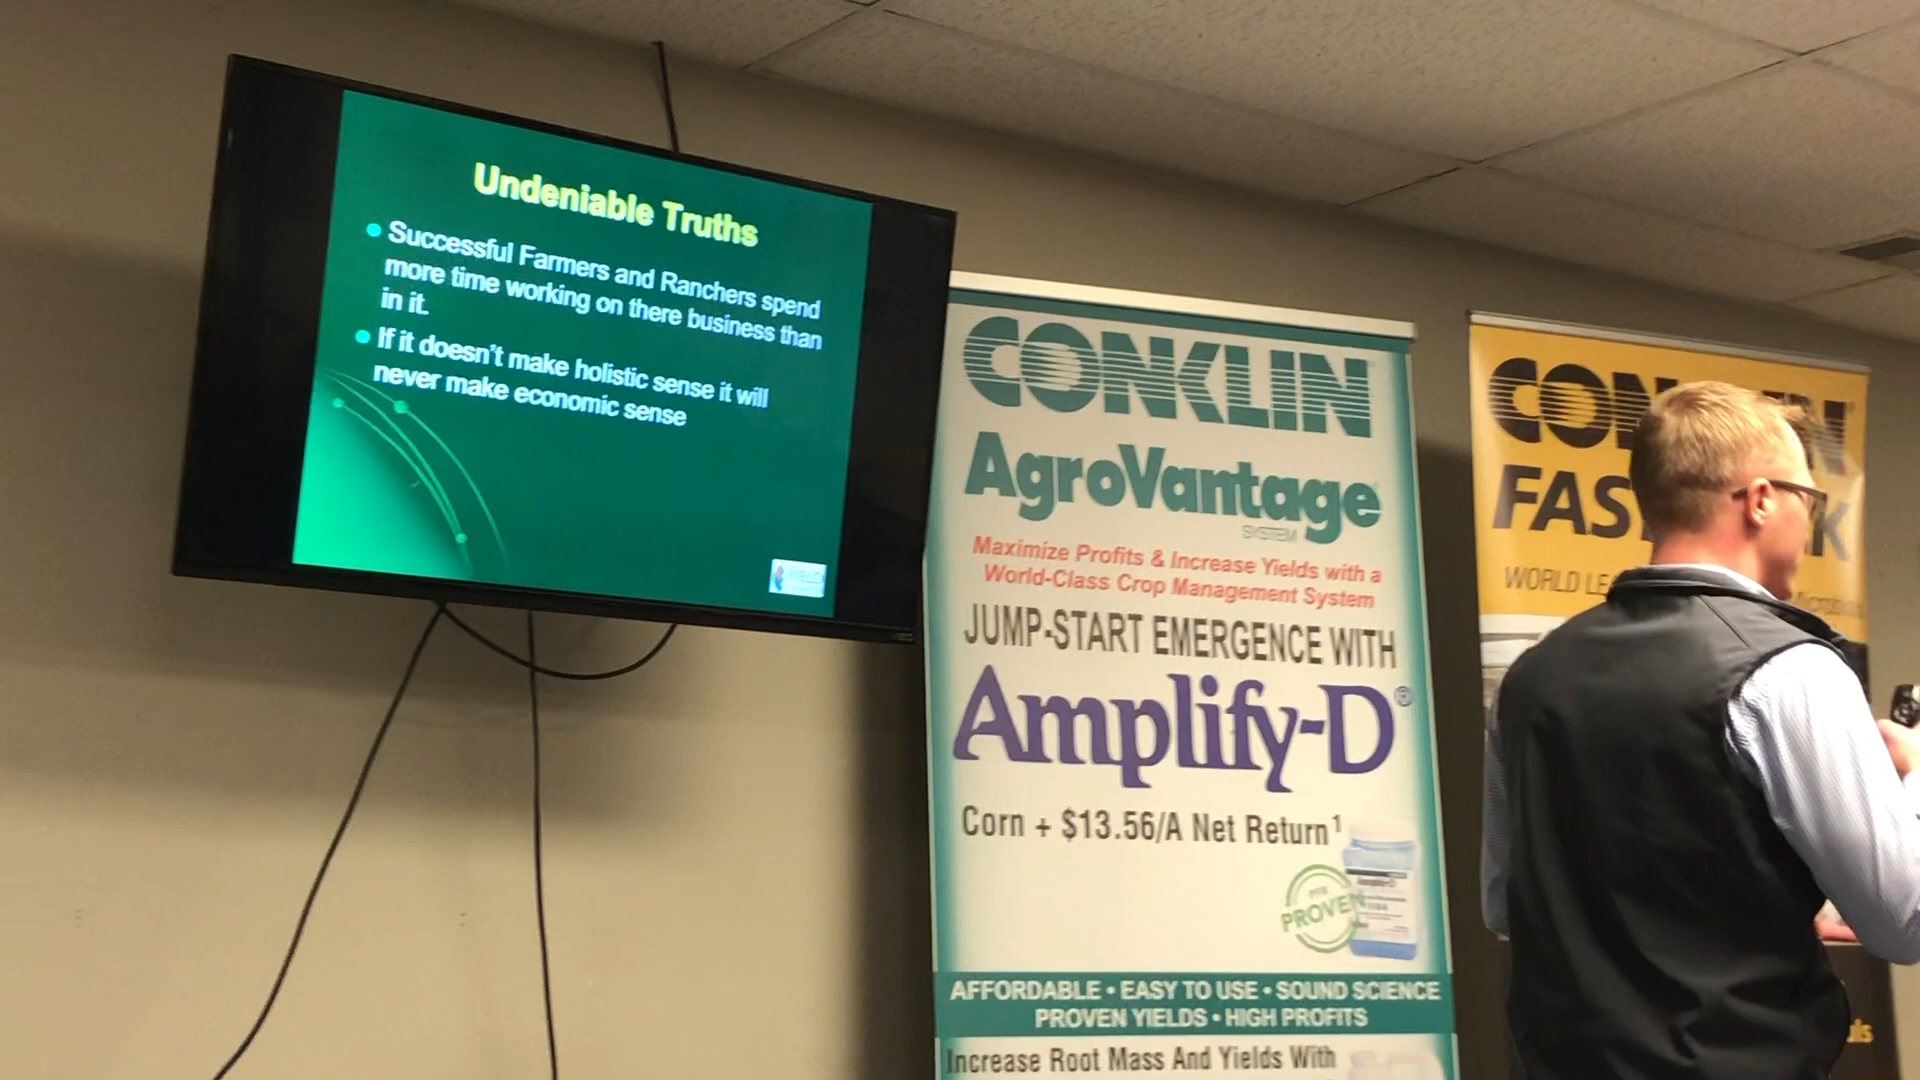 Undeniable Truths
Successful Farmers and Ranchers spend
more time working on there business than
in it.
If it doesn't make holistic sense it will
never make economic sense
CONKLIN
AgroVantage
SYSTEM
Maximize Profits & Increase Yields with a
World-Class Crop Management System
JUMP-START EMERGENCE WITH
Amplify-D®
Corn + $13.56/A Net Return¹
PFR
PROVEN
Amplify-D
AFFORDABLE • EASY TO USE • SOUND SCIENCE
PROVEN YIELDS • HIGH PROFITS
Increase Root Mass And Yields With
WORLD